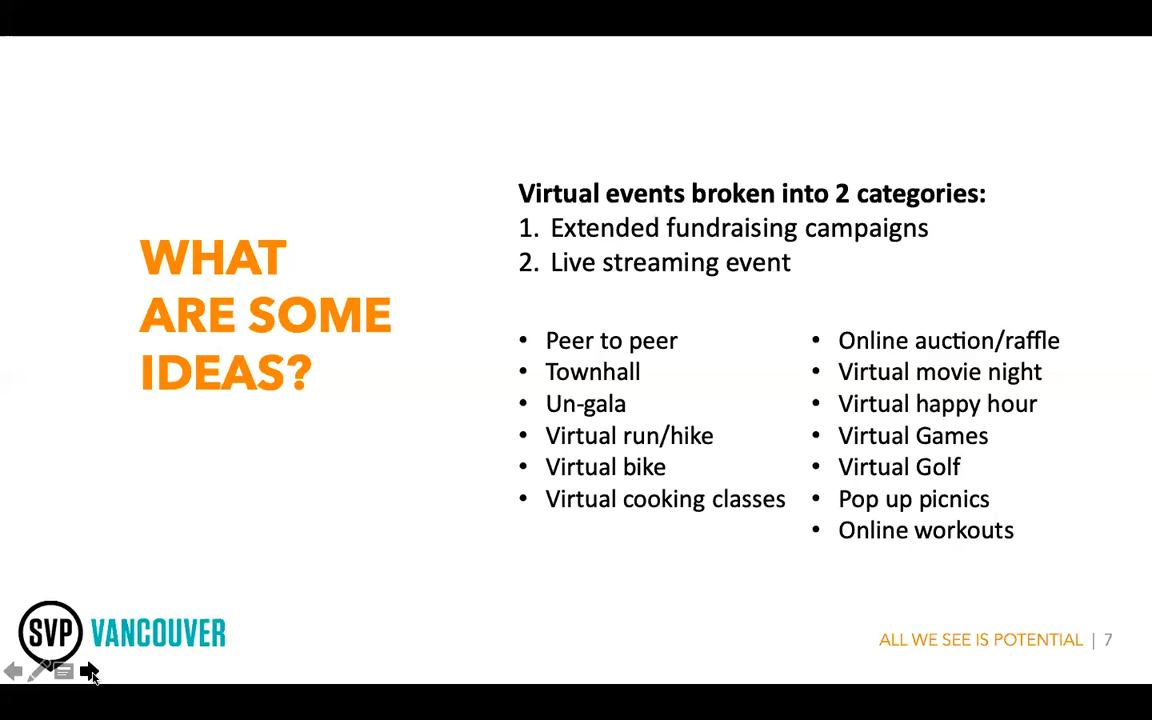 WHAT
ARE SOME
IDEAS?
Virtual events broken into 2 categories:
1. Extended fundraising campaigns
2. Live streaming event
• Peer to peer
• Townhall
• Un-gala
• Virtual run/hike
• Virtual bike
• Virtual cooking classes
• Online auction/raffle
• Virtual movie night
• Virtual happy hour
• Virtual Games
• Virtual Golf
• Pop up picnics
• Online workouts
SVP VANCOUVER
ALL WE SEE IS POTENTIAL | 7